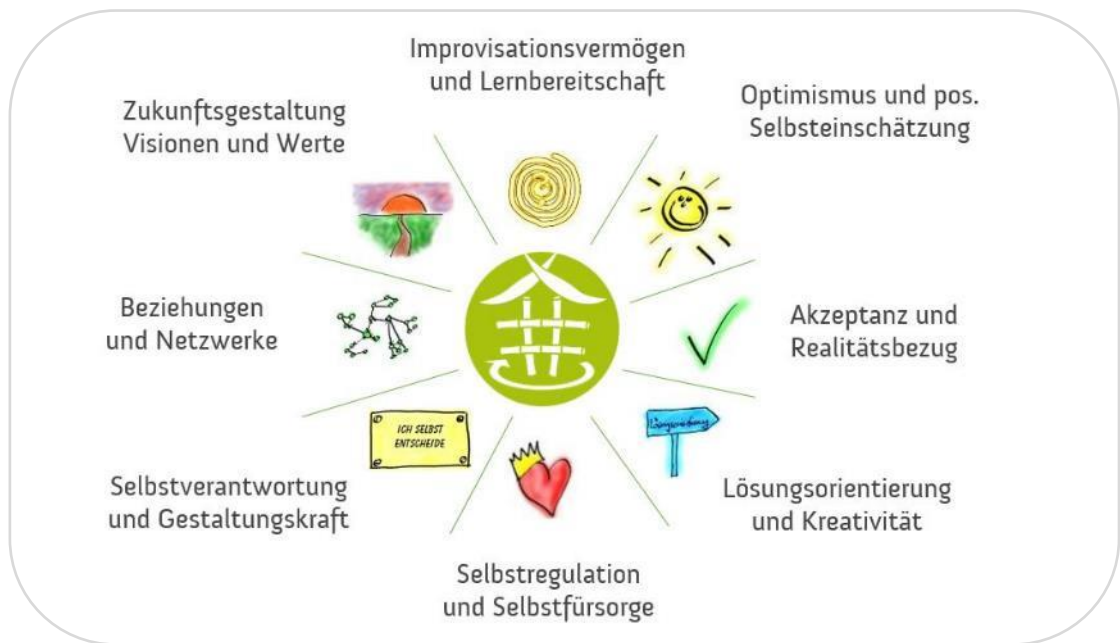 Improvisationsvermögen
und Lernbereitschaft
Optimismus und pos.
Selbsteinschätzung
Akzeptanz und
Realitätsbezug
Lösungsorientierung
und Kreativität
Selbstregulation
und Selbstfürsorge
Selbstverantwortung
und Gestaltungskraft
Beziehungen
und Netzwerke
Zukunftsgestaltung
Visionen und Werte
ICH SELBST
ENTSCHEIDE